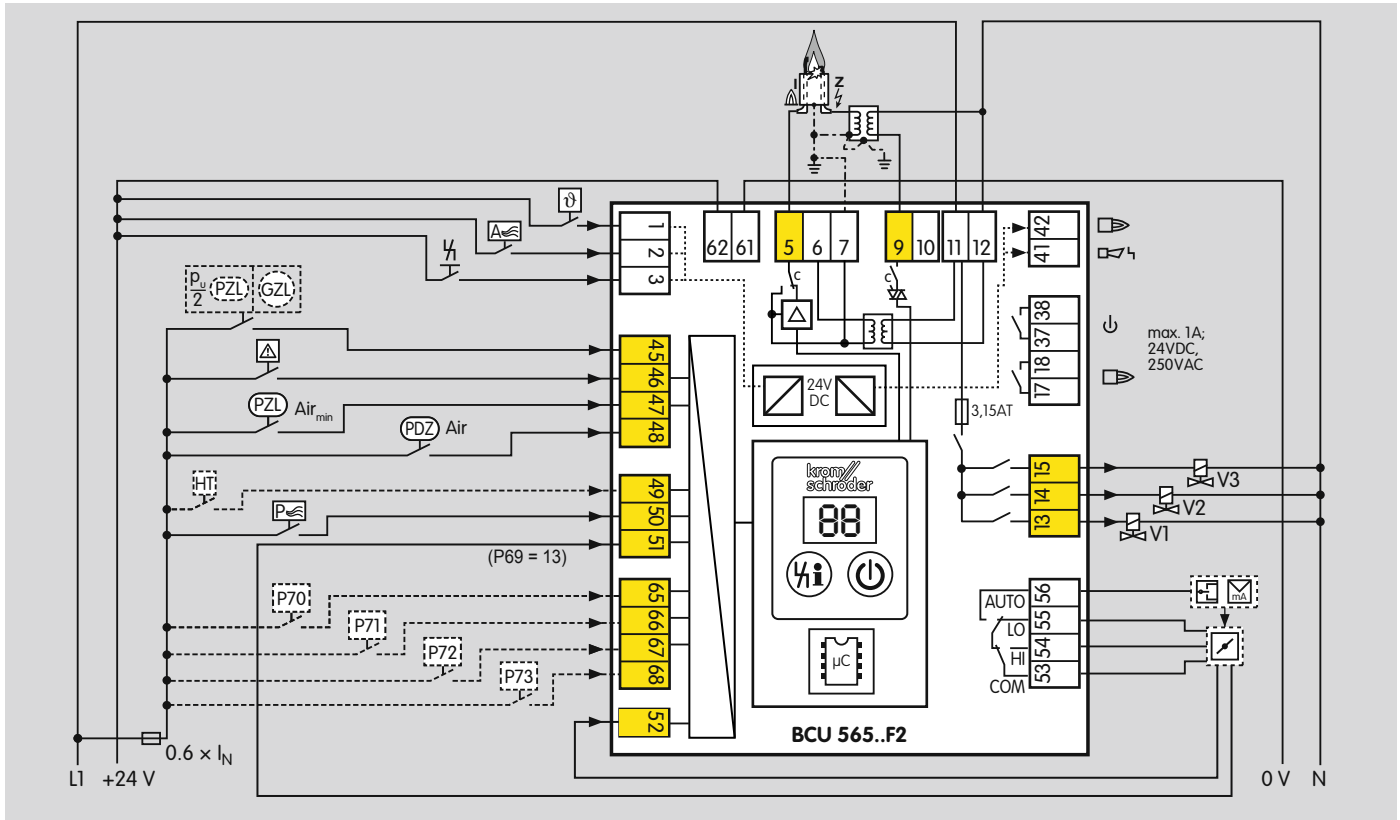 I
Z
ϑ
A
1
2
3
62 61
5 6 7
9 10 11 12
42
41
pu
2
PZL
GZL
c
c
38
37
18
17
max. 1A;
24VDC,
250VAC
45
46
47
48
24V
DC
3,15AT
PZL
Airmin
PDZ
Air
HT
P
49
50
51
(P69 = 13)
krom//
schröder
88
i
15
14
13
V3
V2
V1
P70
P71
P72
P73
65
66
67
68
52
µC
AUTO
LO
HI
COM
56
55
54
53
mA
BCU 565..F2
0.6 × IN
L1
+24 V
0 V
N